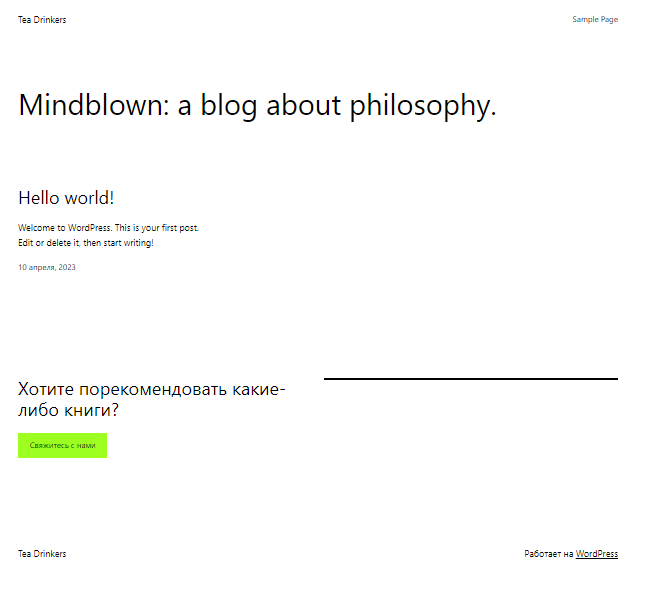 Tea Drinkers
Sample Page
Mindblown: a blog about philosophy.
Hello world!
Welcome to WordPress. This is your first post.
Edit or delete it, then start writing!
10 апреля, 2023
Хотите порекомендовать какие-
либо книги?
Свяжитесь с нами
Tea Drinkers
Работает на WordPress